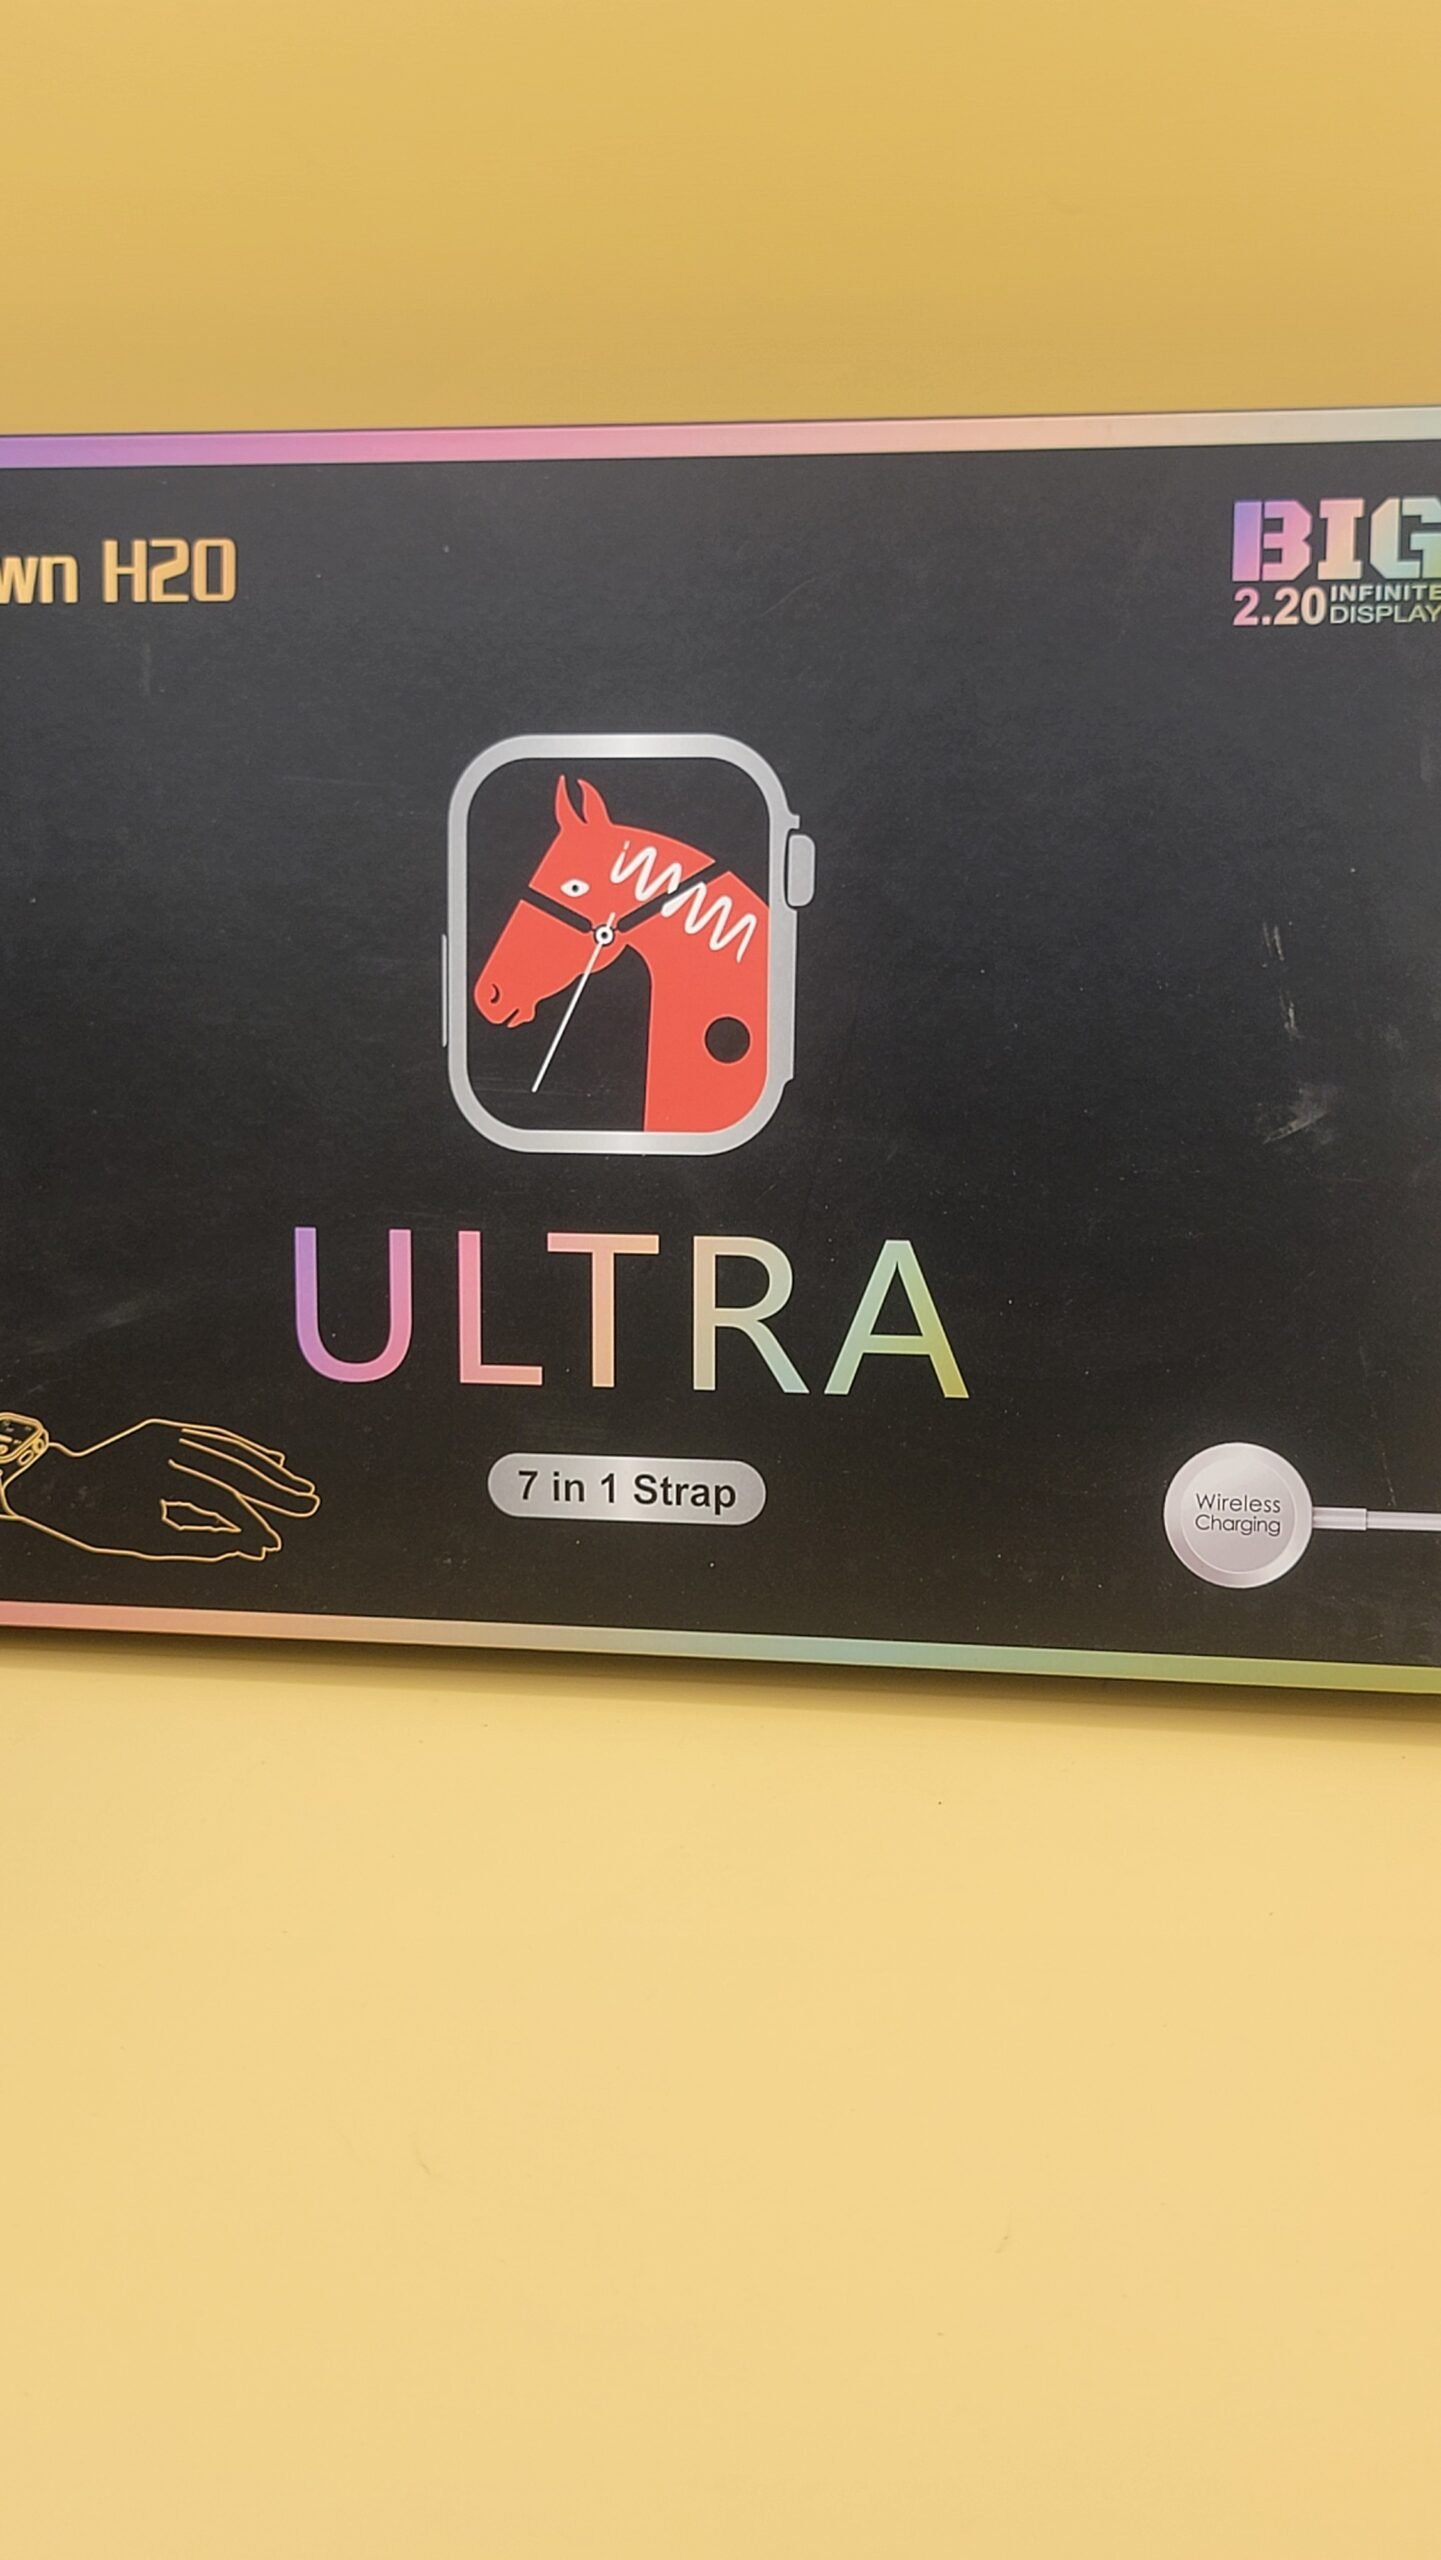 wn H20
BIG
2.20 INFINITE
DISPLAY
ULTRA
7 in 1 Strap
Wireless
Charging